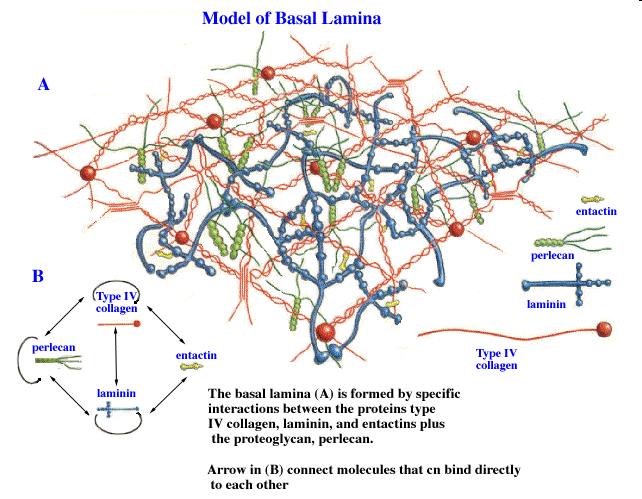 Model of Basal Lamina
A
entactin
perlecan
laminin
Type IV
collagen
B
Type IV
collagen
perlecan
entactin
laminin
The basal lamina (A) is formed by specific
interactions between the proteins type
IV collagen, laminin, and entactins plus
the proteoglycan, perlecan.
Arrow in (B) connect molecules that cn bind directly
to each other